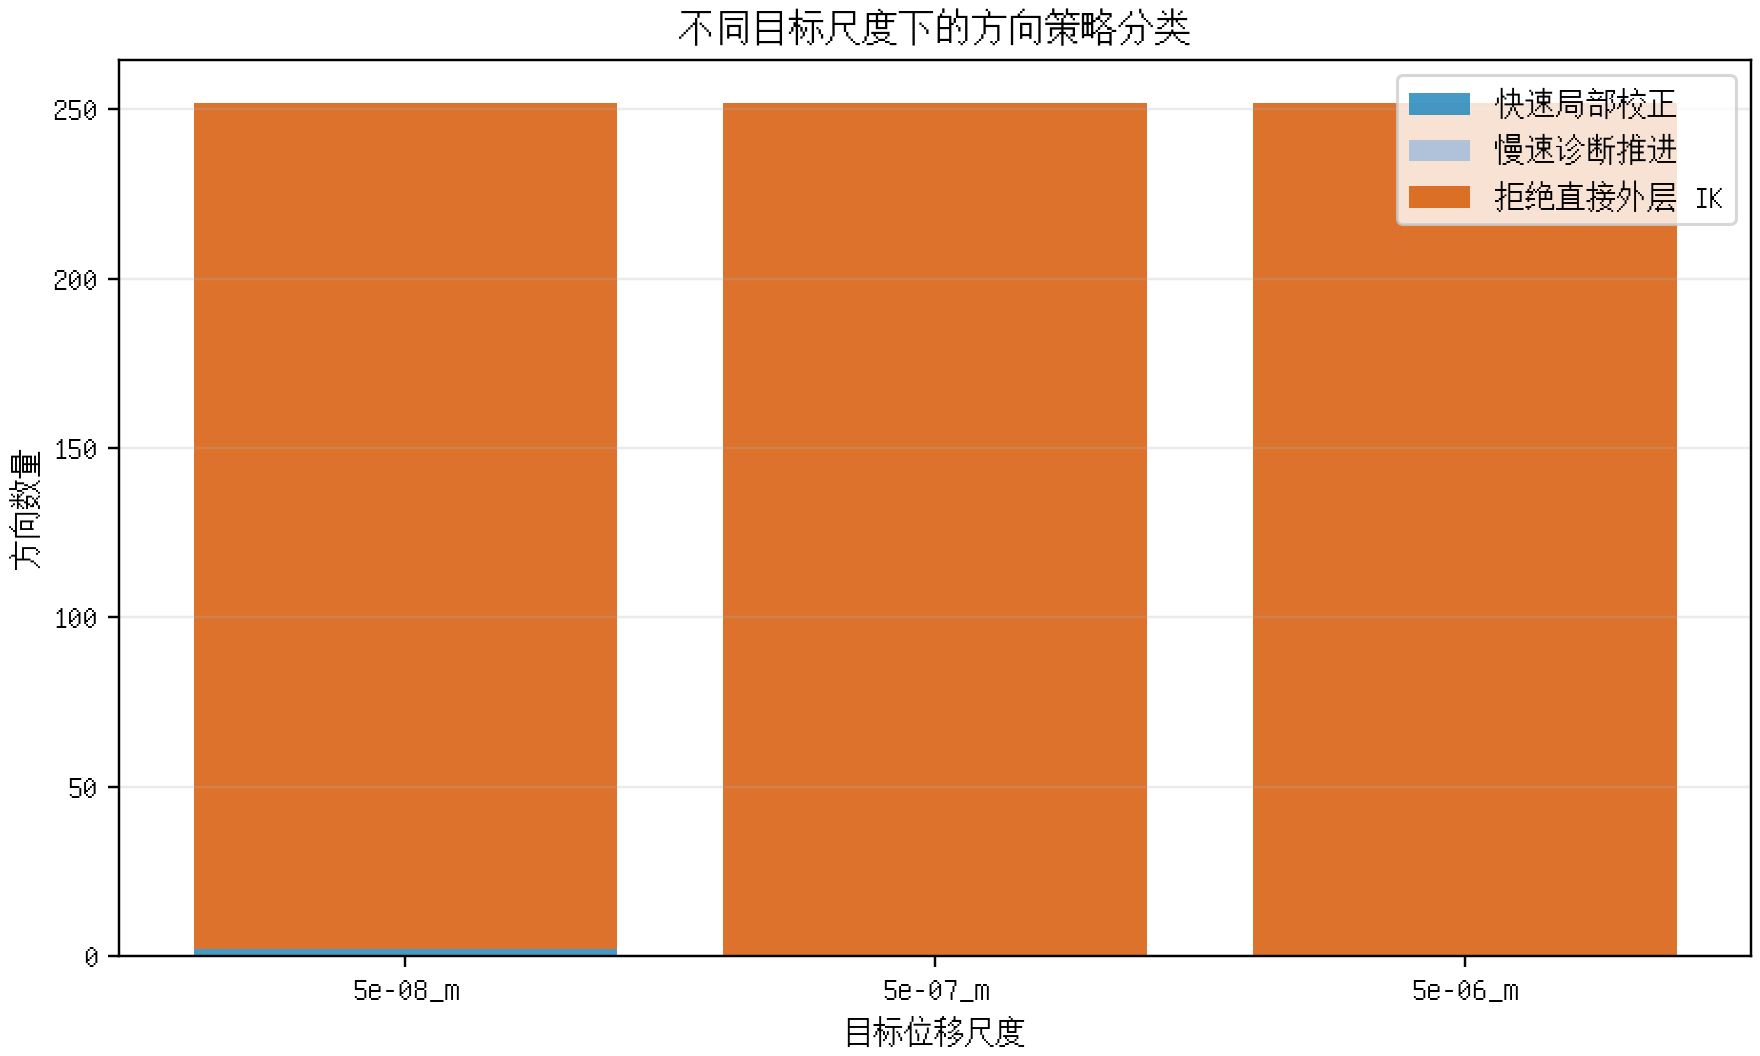 不同目标尺度下的方向策略分类
快速局部校正
慢速诊断推进
拒绝直接外层 IK
方向数量
250
200
150
100
50
0
5e-08_m
5e-07_m
5e-06_m
目标位移尺度